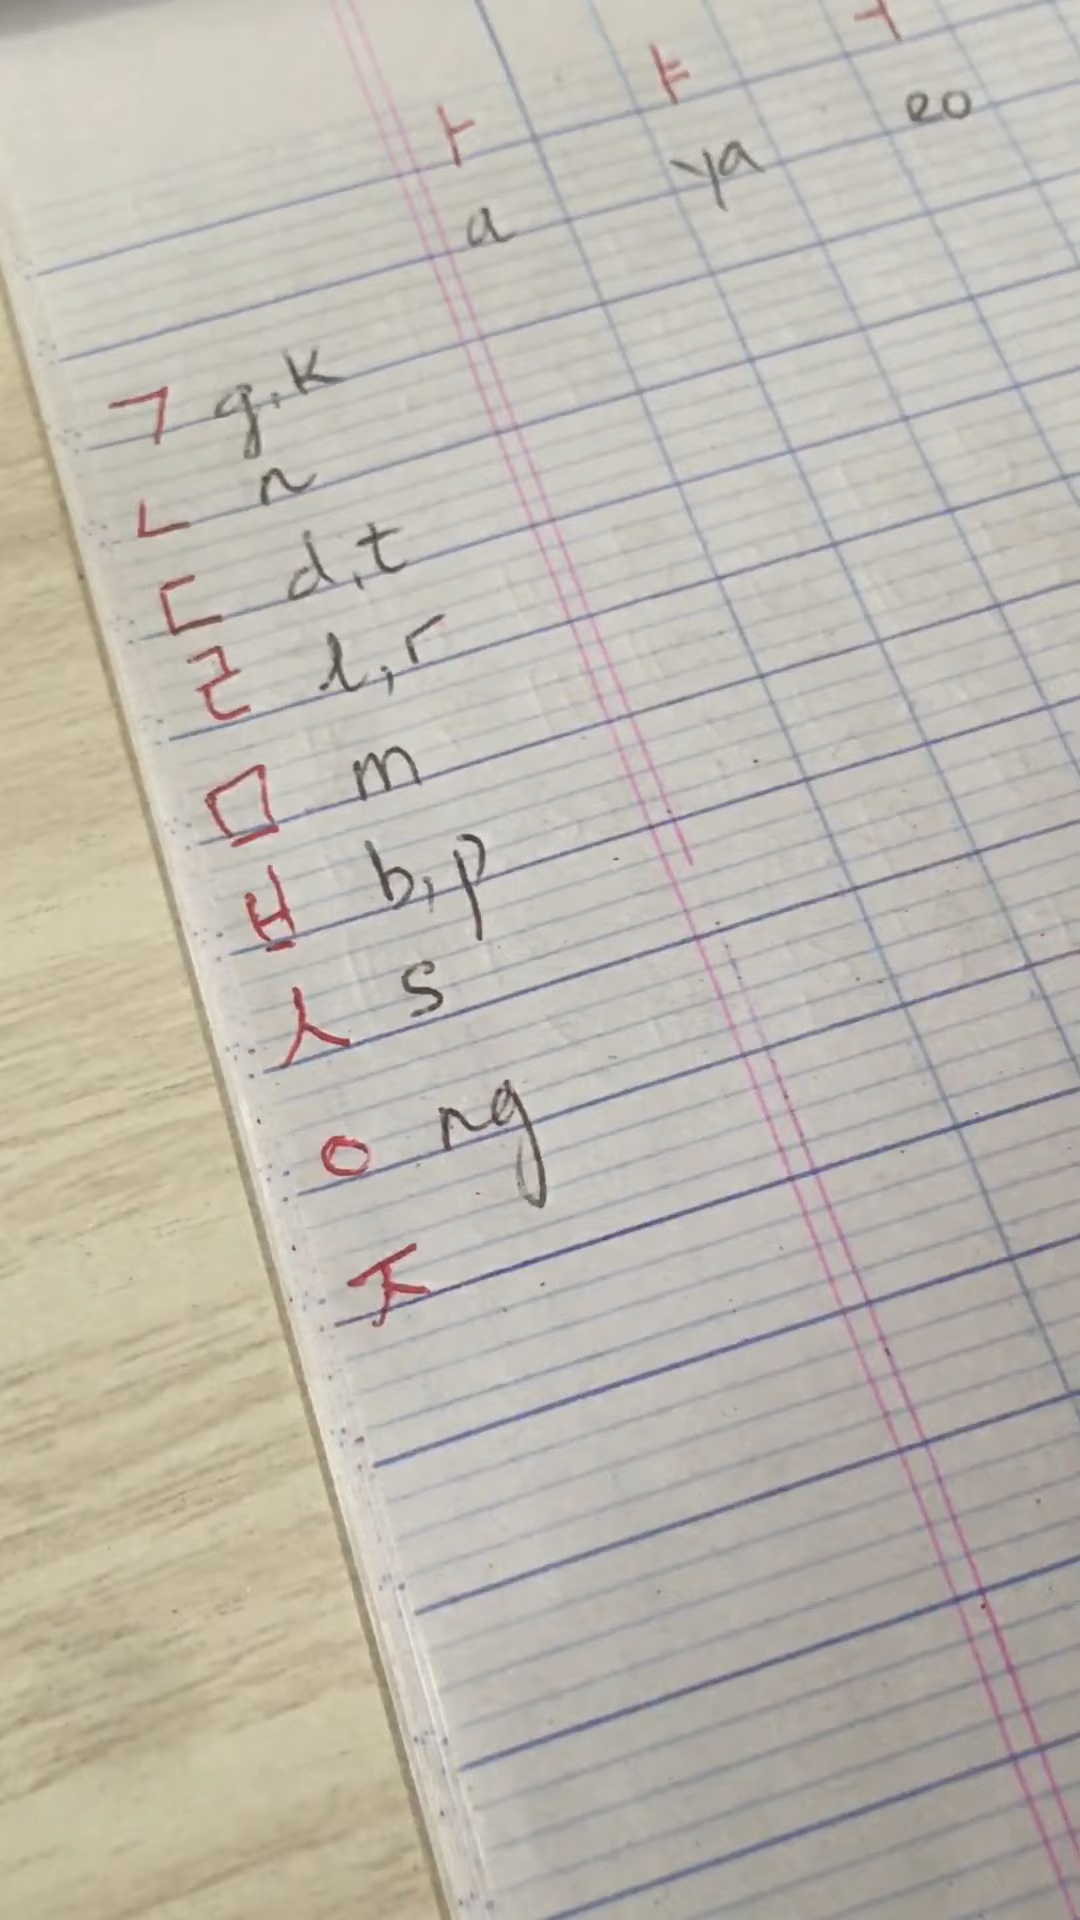 ㅏ ㅑ ㅓ
a ya eo
ㄱ g, k
ㄴ n
ㄷ d, t
ㄹ l, r
ㅁ m
ㅂ b, p
ㅅ s
ㅇ ng
ㅈ